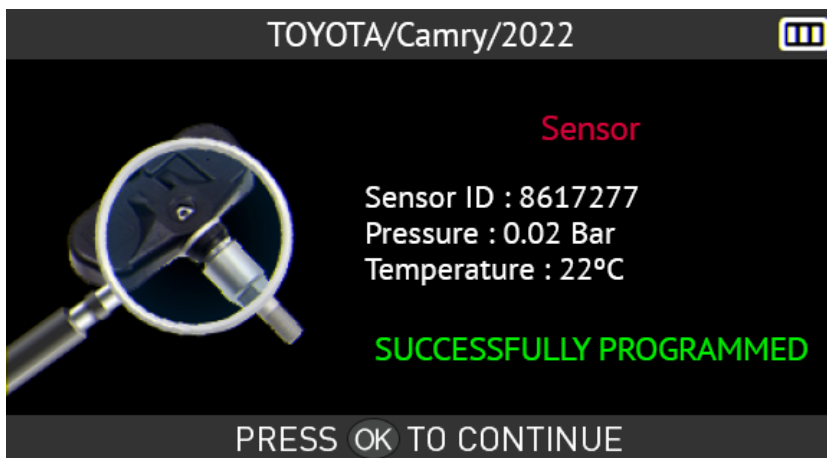 TOYOTA/Camry/2022
Sensor
Sensor ID : 8617277
Pressure : 0.02 Bar
Temperature : 22°C
SUCCESSFULLY PROGRAMMED
PRESS OK TO CONTINUE